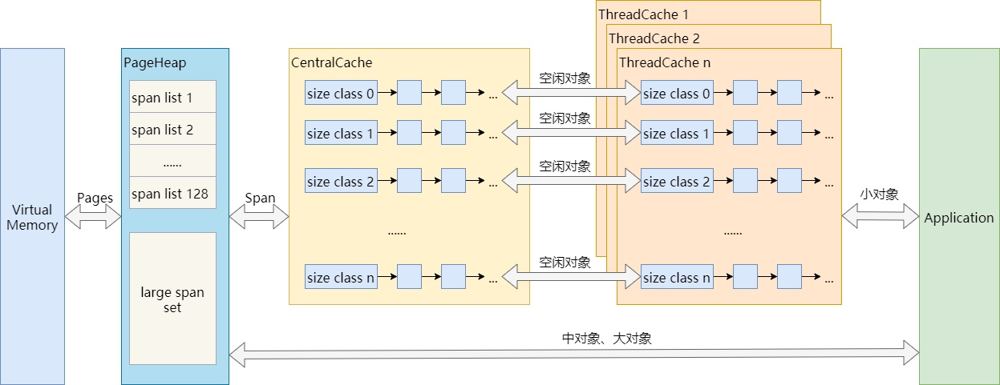 Virtual
Memory
Pages
PageHeap
span list 1
span list 2
......
span list 128
large span
set
Span
CentralCache
size class 0
...
size class 1
...
size class 2
...
......
size class n
...
空闲对象
空闲对象
空闲对象
空闲对象
ThreadCache 1
ThreadCache 2
ThreadCache n
size class 0
...
size class 1
...
size class 2
...
......
size class n
...
小对象
中对象、大对象
Application